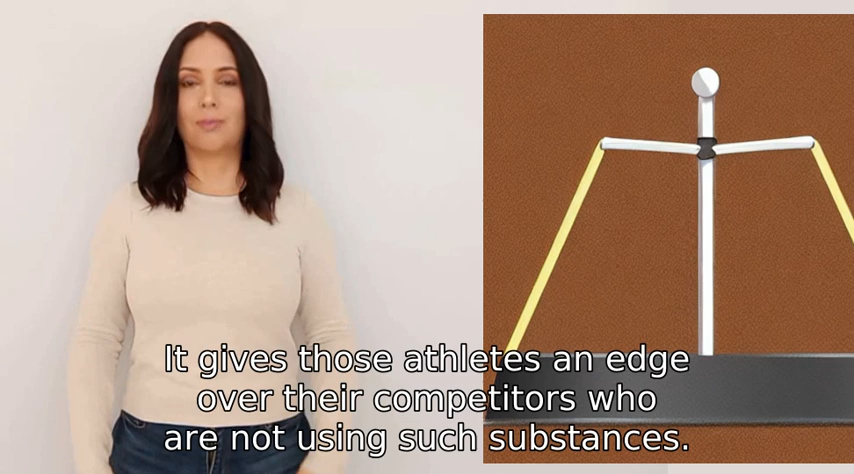 It gives those athletes an edge
over their competitors who
are not using such substances.